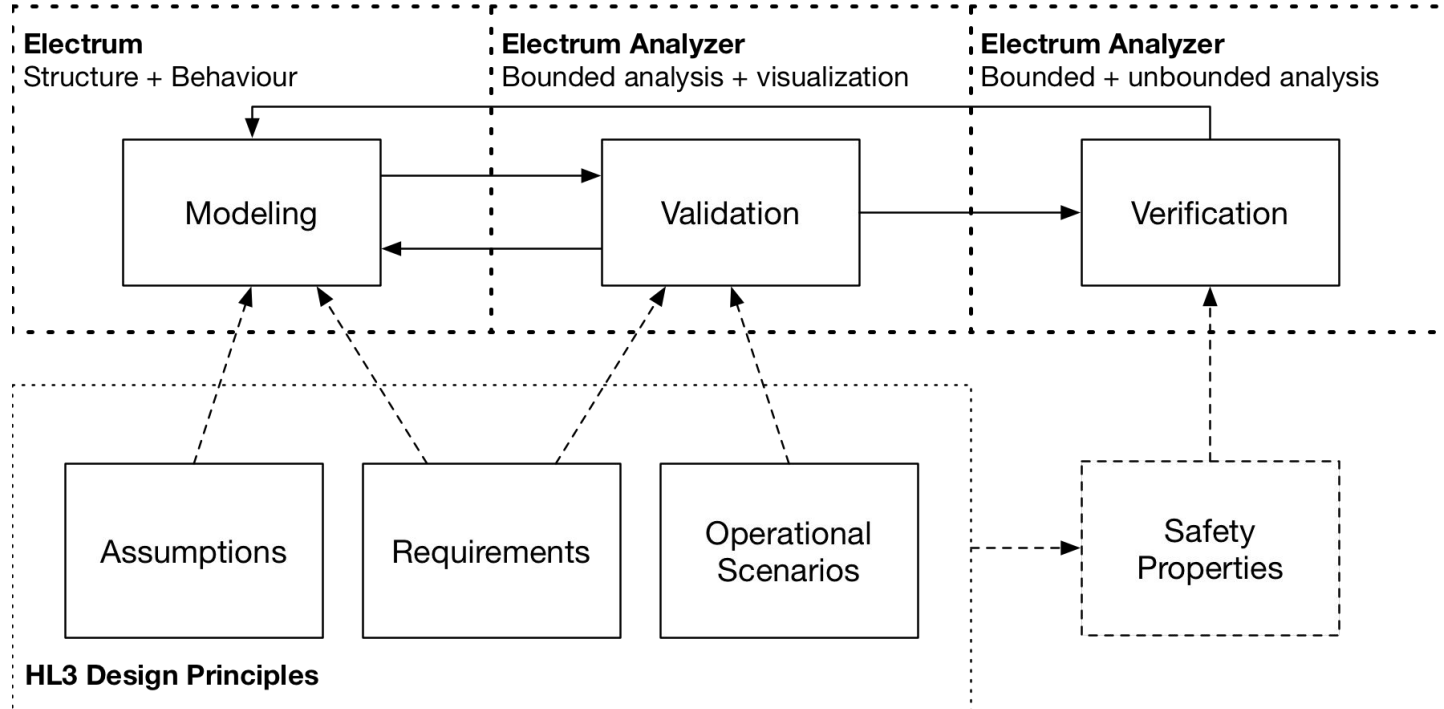 Electrum
Structure + Behaviour
Electrum Analyzer
Bounded analysis + visualization
Electrum Analyzer
Bounded + unbounded analysis
Modeling
Validation
Verification
Assumptions
Requirements
Operational
Scenarios
Safety
Properties
HL3 Design Principles